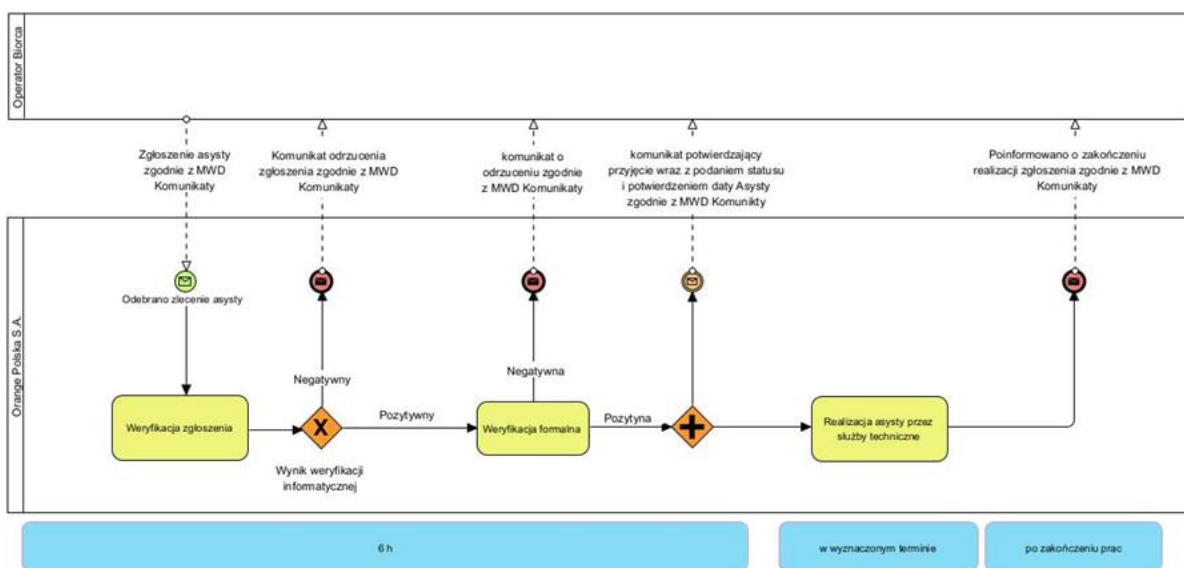 Operator Biorca
Zgłoszenie asysty
zgodnie z MWD
Komunikaty
Komunikat odrzucenia
zgłoszenia zgodnie z MWD
Komunikaty
komunikat o
odrzuceniu zgodnie
z MWD Komunikaty
komunikat potwierdzający
przyjęcie wraz z podaniem statusu
i potwierdzeniem daty Asysty
zgodnie z MWD Komunikty
Poinformowano o zakończeniu
realizacji zgłoszenia zgodnie z MWD
Komunikaty
Orange Polska S.A.
Odebrano zlecenie asysty
Negatywny
Negatywna
Weryfikacja zgłoszenia
X
Pozytywny
Weryfikacja formalna
Pozytyna
Realizacja asysty przez
służby techniczne
Wynik weryfikacji
informatycznej
6 h
w wyznaczonym terminie
po zakończeniu prac